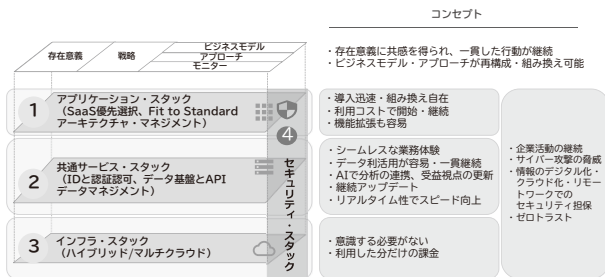 コンセプト
存在意義
戦略
ビジネスモデル
アプローチ
モニター
・存在意義に共感を得られ、一貫した行動が継続
・ビジネスモデル・アプローチが再構成・組み換え可能
1
アプリケーション・スタック
（SaaS優先選択、Fit to Standard
アーキテクチャ・マネジメント）
・導入迅速・組み換え自在
・利用コストで開始・継続
・機能拡張も容易
4
セキュリティ・スタック
2
共通サービス・スタック
（IDと認証認可、データ基盤とAPI
データマネジメント）
・シームレスな業務体験
・データ利活用が容易・一貫継続
・AIで分析の連携、受益視点の更新
・継続アップデート
・リアルタイム性でスピード向上
・企業活動の継続
・サイバー攻撃の脅威
・情報のデジタル化・
クラウド化・リモー
トワークでの
セキュリティ担保
・ゼロトラスト
3
インフラ・スタック
（ハイブリッド/マルチクラウド）
・意識する必要がない
・利用した分だけの課金